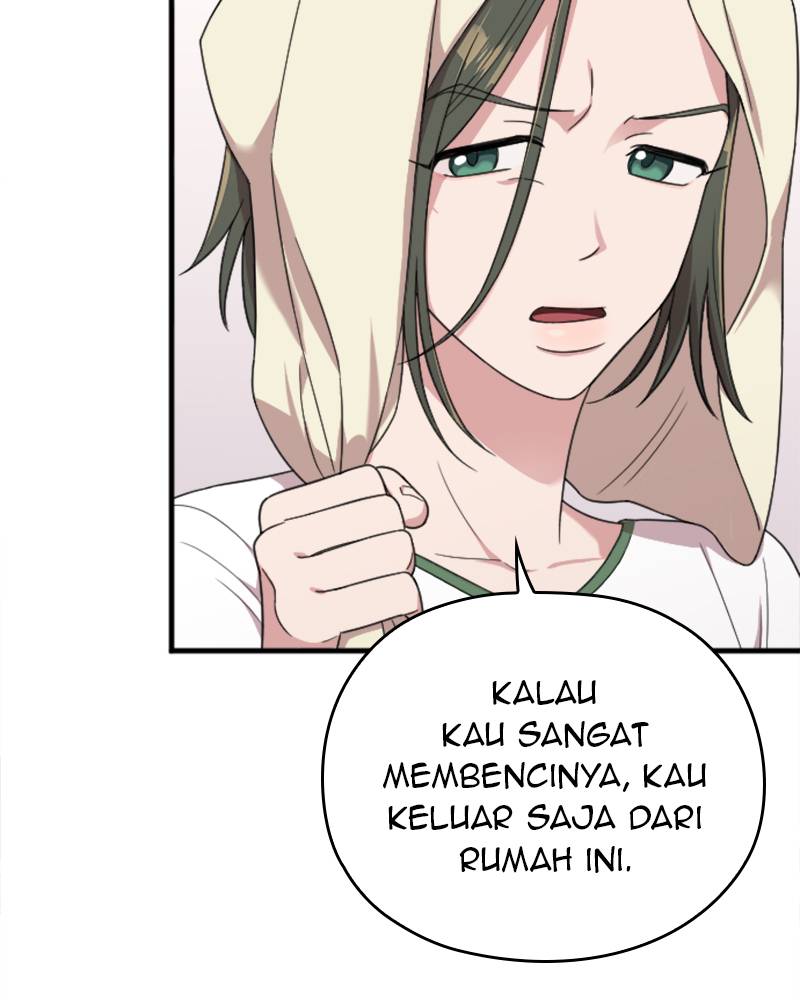 KALAU
KAU SANGAT
MEMBENCINYA, KAU
KELUAR SAJA DARI
RUMAH INI.